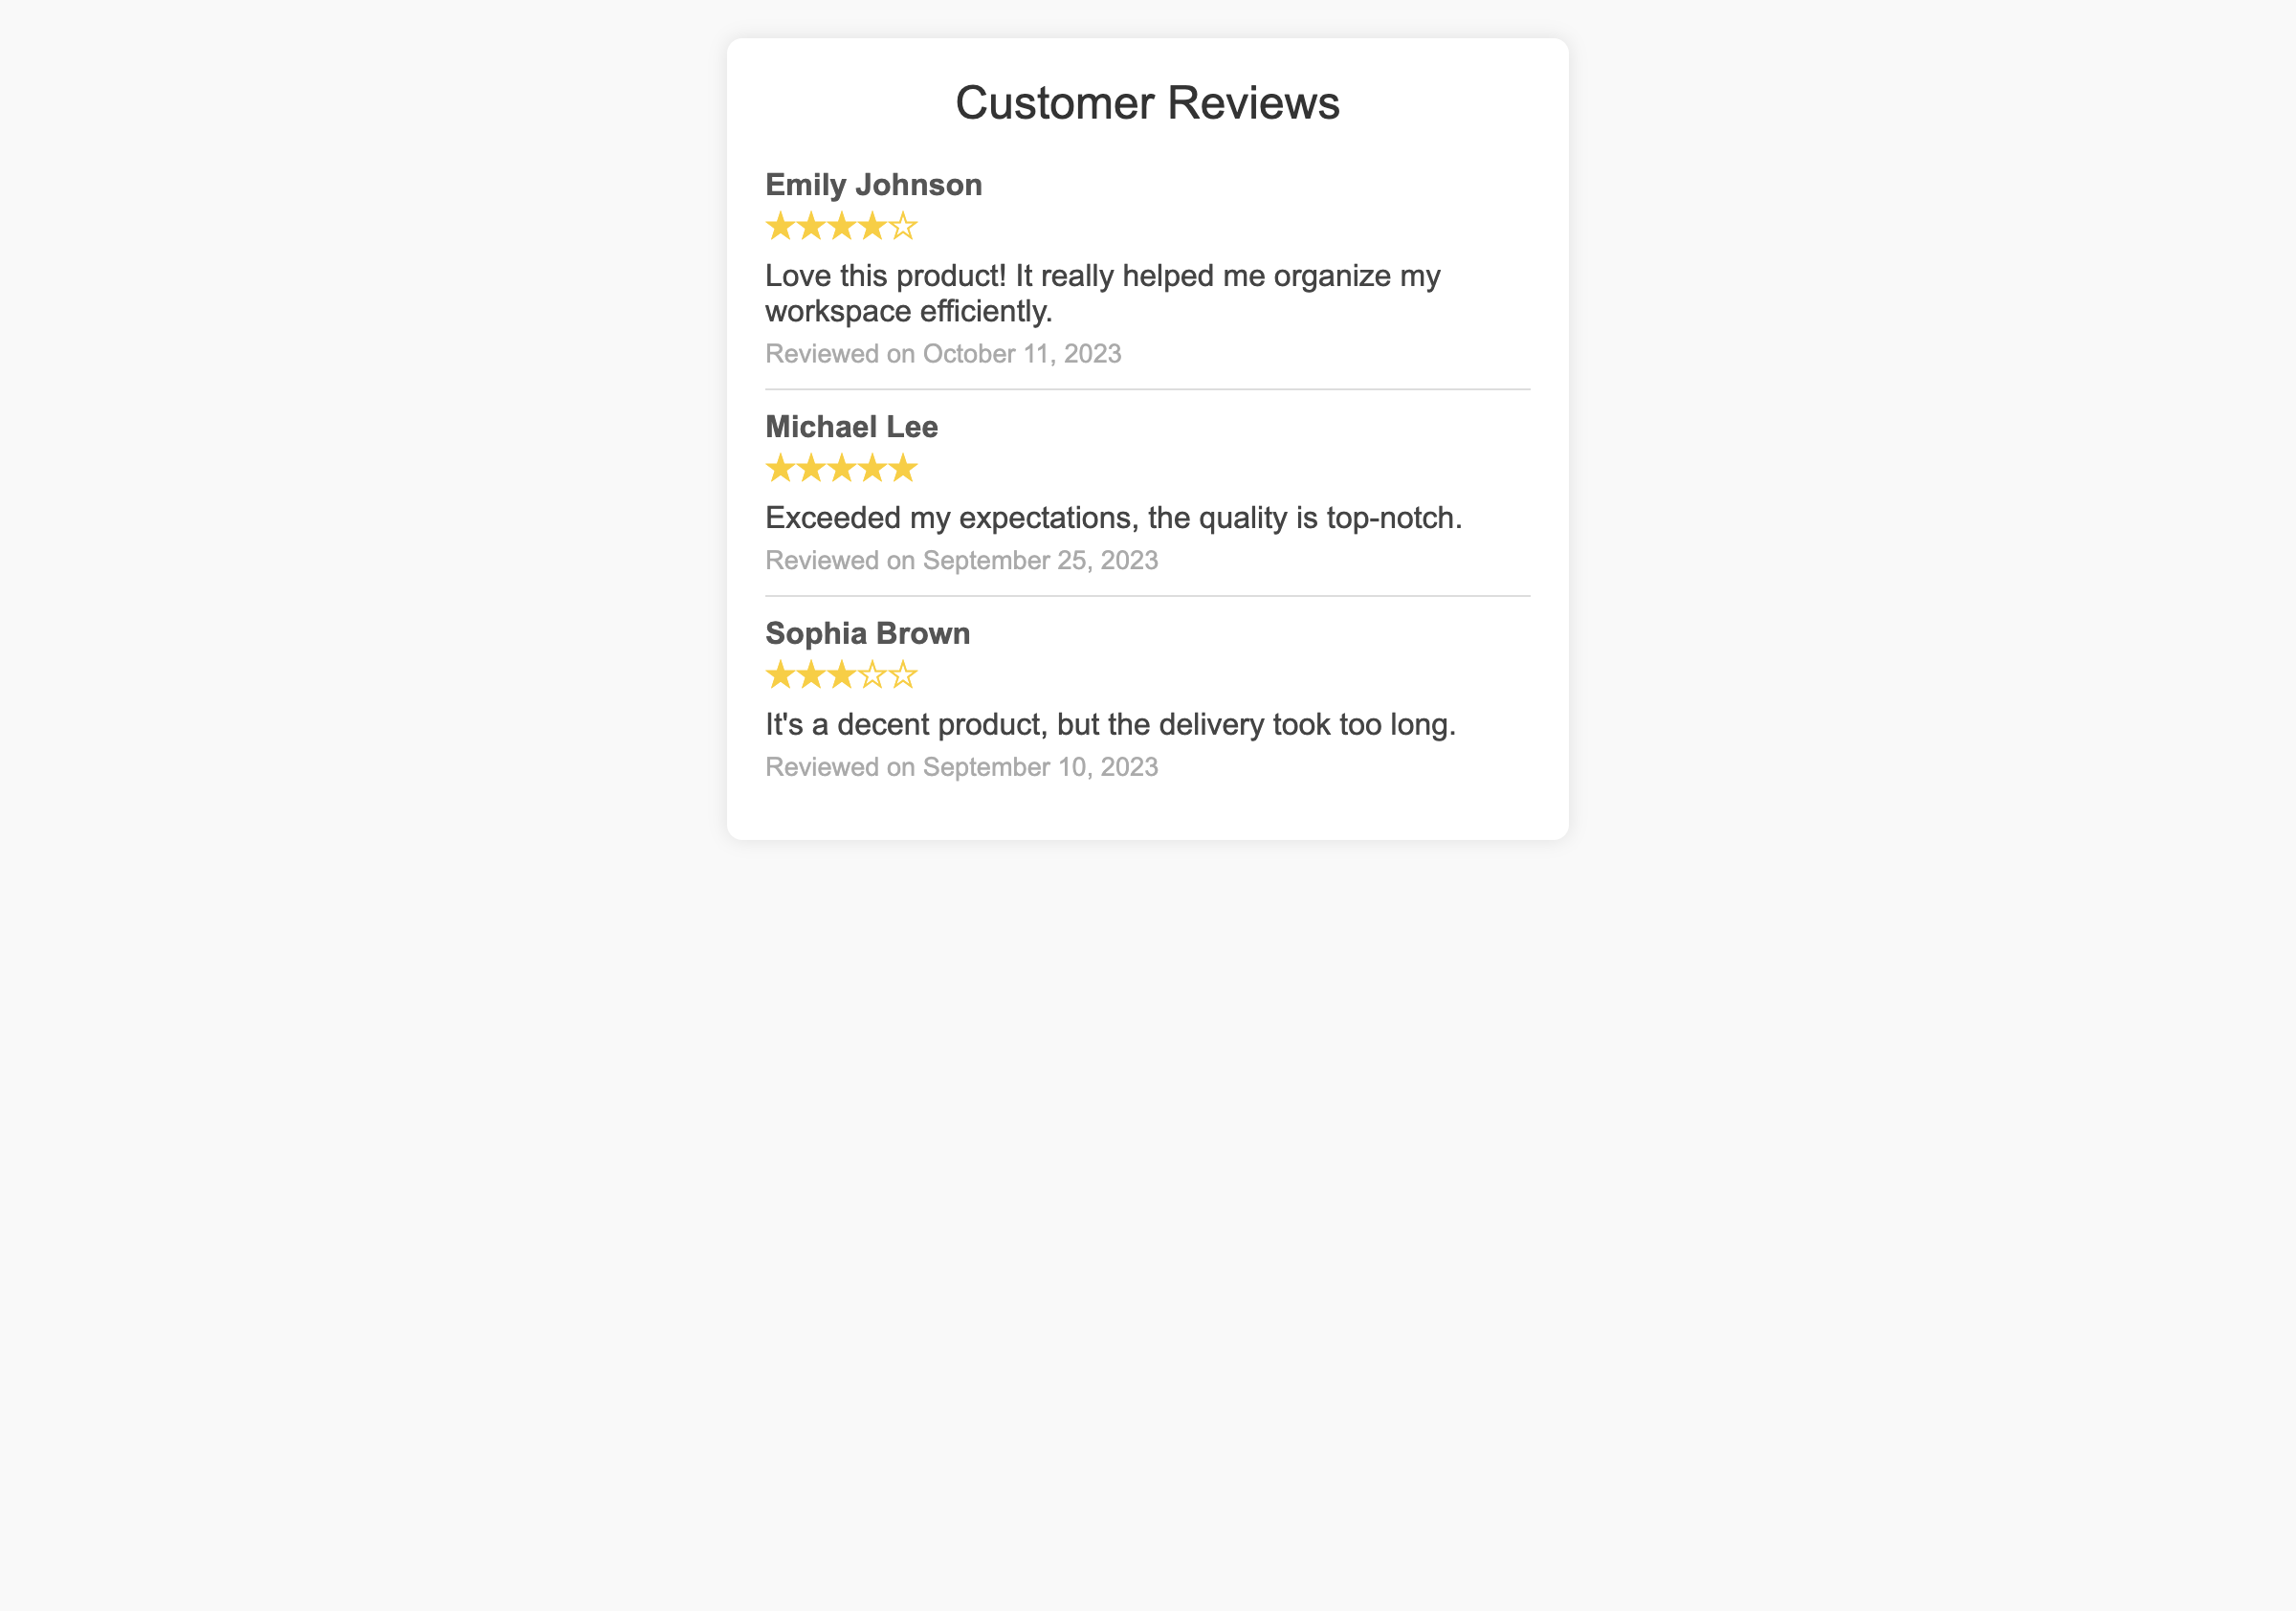 Customer Reviews
Emily Johnson
★★★★☆
Love this product! It really helped me organize my
workspace efficiently.
Reviewed on October 11, 2023
Michael Lee
★★★★★
Exceeded my expectations, the quality is top-notch.
Reviewed on September 25, 2023
Sophia Brown
★★★☆☆
It's a decent product, but the delivery took too long.
Reviewed on September 10, 2023